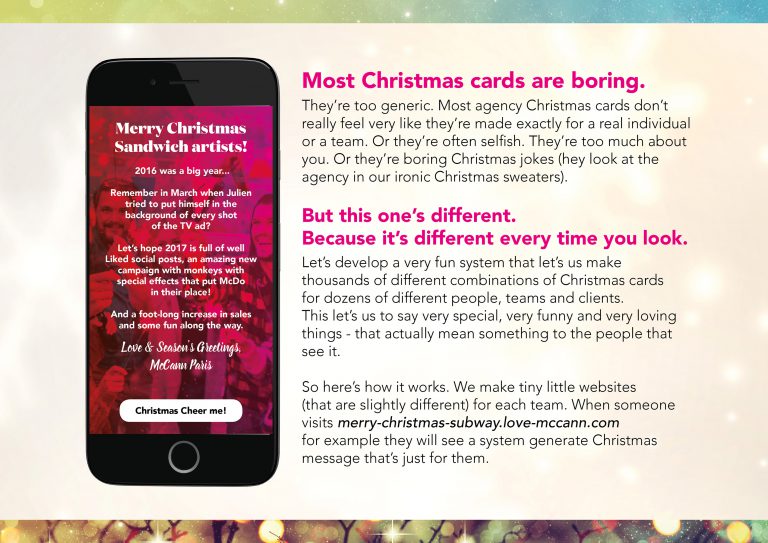 Merry Christmas
Sandwich artists!
2016 was a big year...
Remember in March when Julien
tried to put himself in the
background of every shot
of the TV ad?
Let's hope 2017 is full of well
Liked social posts, an amazing new
campaign with monkeys with
special effects that put McDo
in their place!
And a foot-long increase in sales
and some fun along the way.
Love & Season's Greetings,
McCann Paris
Christmas Cheer me!
Most Christmas cards are boring.
They're too generic. Most agency Christmas cards don't
really feel very like they're made exactly for a real individual
or a team. Or they're often selfish. They're too much about
you. Or they're boring Christmas jokes (hey look at the
agency in our ironic Christmas sweaters).
But this one's different.
Because it's different every time you look.
Let's develop a very fun system that let's us make
thousands of different combinations of Christmas cards
for dozens of different people, teams and clients.
This let's us to say very special, very funny and very loving
things - that actually mean something to the people that
see it.
So here's how it works. We make tiny little websites
(that are slightly different) for each team. When someone
visits merry-christmas-subway.love-mccann.com
for example they will see a system generate Christmas
message that's just for them.